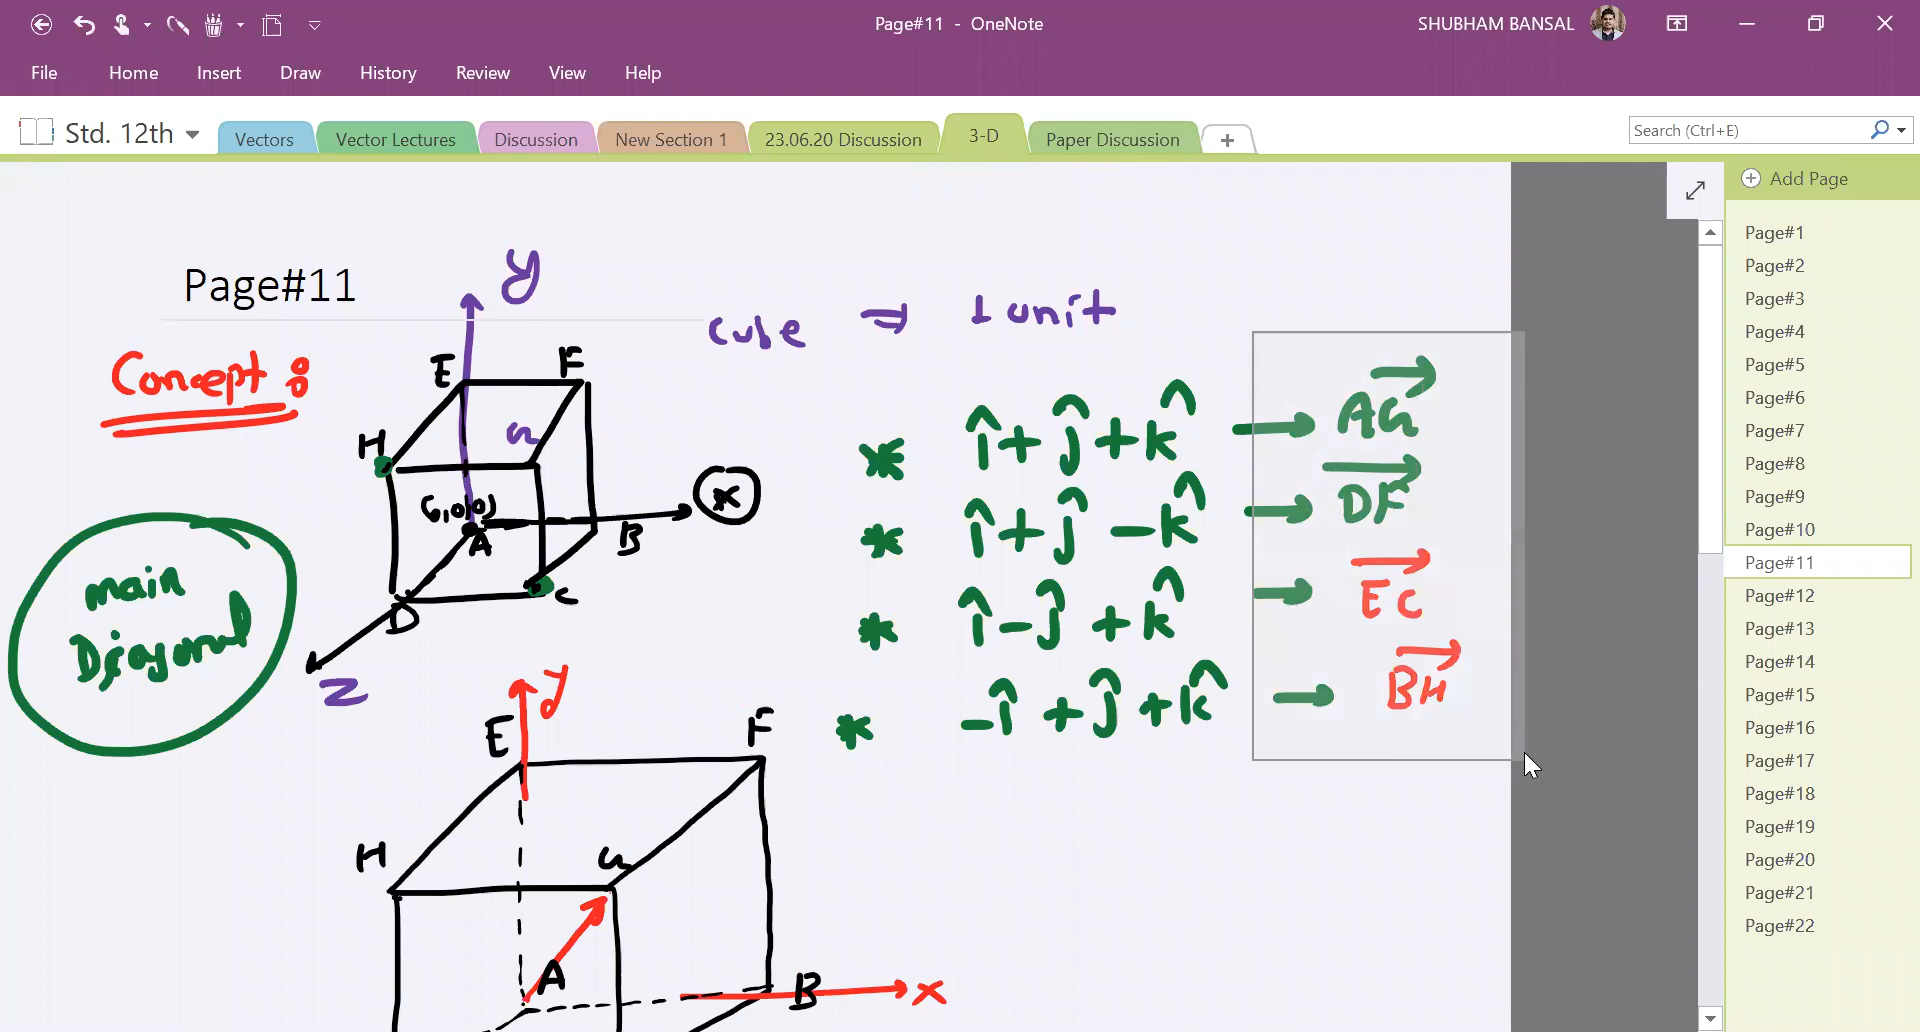 Page#11 - OneNote
SHUBHAM BANSAL
File Home Insert Draw History Review View Help
Std. 12th
Vectors Vector Lectures Discussion New Section 1 23.06.20 Discussion 3-D Paper Discussion +
Search (Ctrl+E)
Add Page
Page#1
Page#2
Page#3
Page#4
Page#5
Page#6
Page#7
Page#8
Page#9
Page#10
Page#11
Page#12
Page#13
Page#14
Page#15
Page#16
Page#17
Page#18
Page#19
Page#20
Page#21
Page#22
Page#11
y
cube ⇒ 1 unit
Concept :
E F
H G
(0,0,0)
A B
x
D C
z
main
Diagonal
* î + ĵ + k̂ → AG⃗
* î + ĵ - k̂ → DF⃗
* î - ĵ + k̂ → EC⃗
* -î + ĵ + k̂ → BH⃗
y
E F
H G
A B x